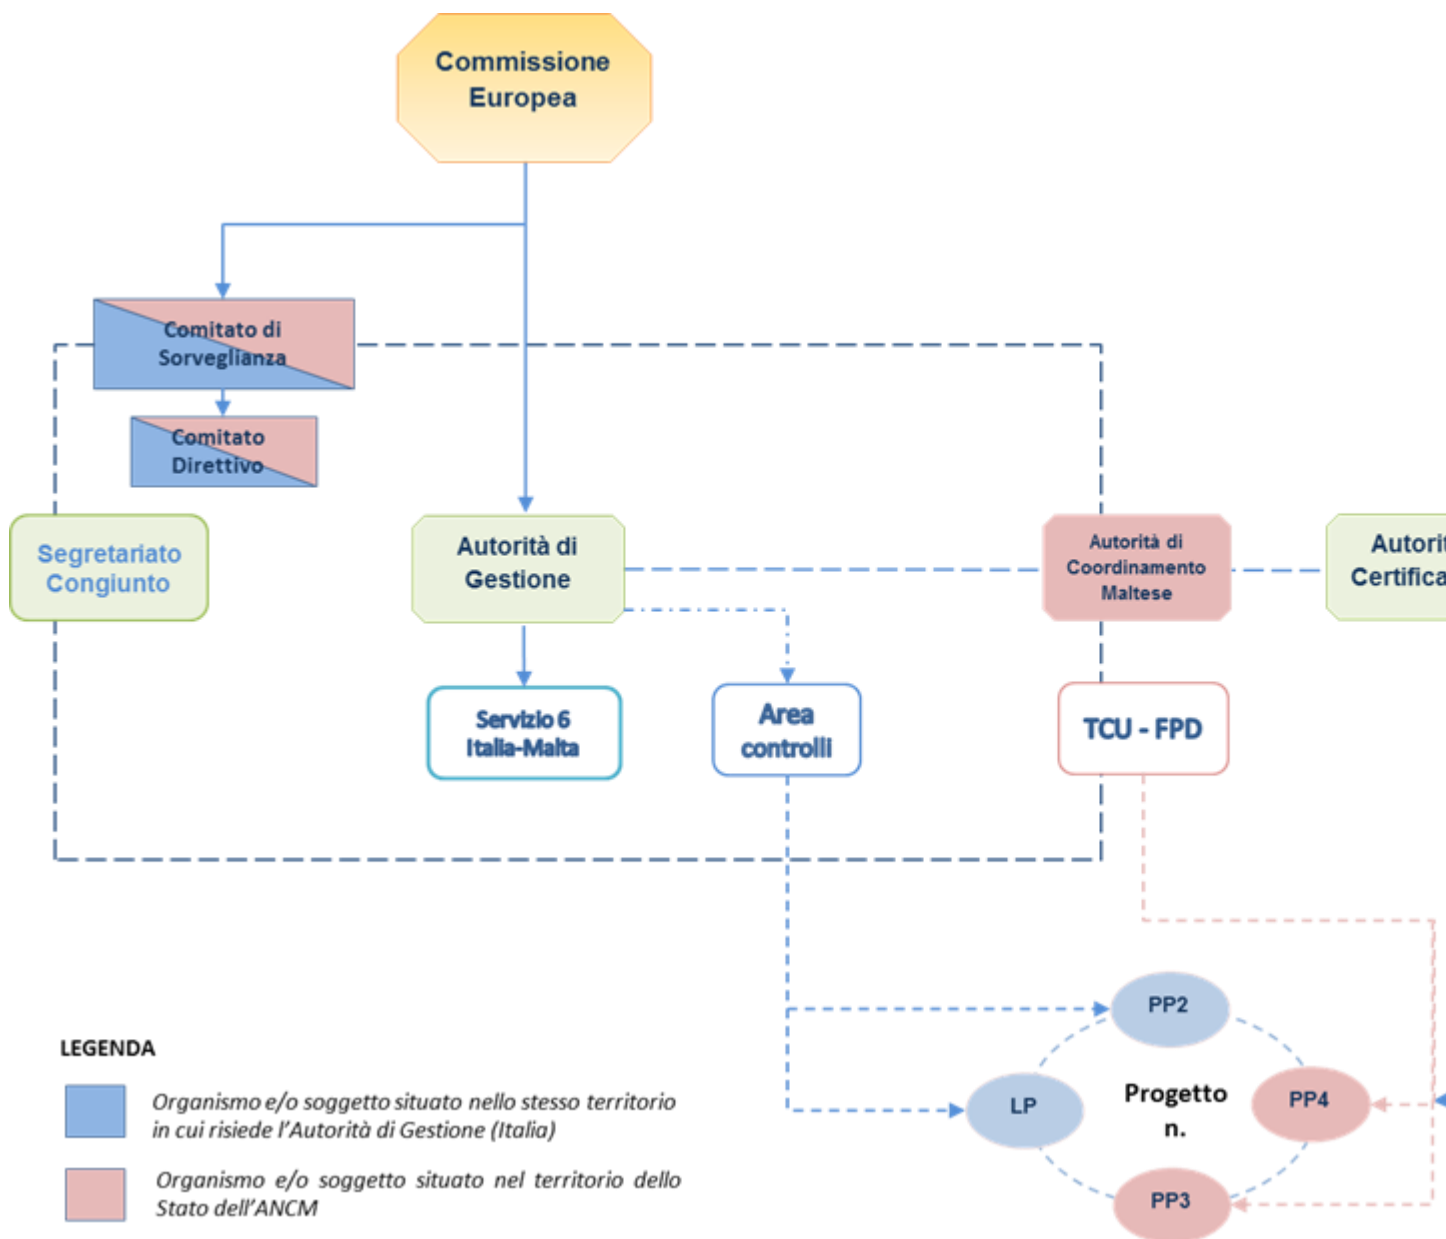 Commissione
Europea
Comitato di
Sorveglianza
Comitato
Direttivo
Segretariato
Congiunto
Autorità di
Gestione
Autorità di
Coordinamento
Maltese
Servizio 6
Italia-Malta
Area
controlli
TCU - FPD
PP2
LP
Progetto
n.
PP4
PP3
LEGENDA
Organismo e/o soggetto situato nello stesso territorio
in cui risiede l'Autorità di Gestione (Italia)
Organismo e/o soggetto situato nel territorio dello
Stato dell'ANCM